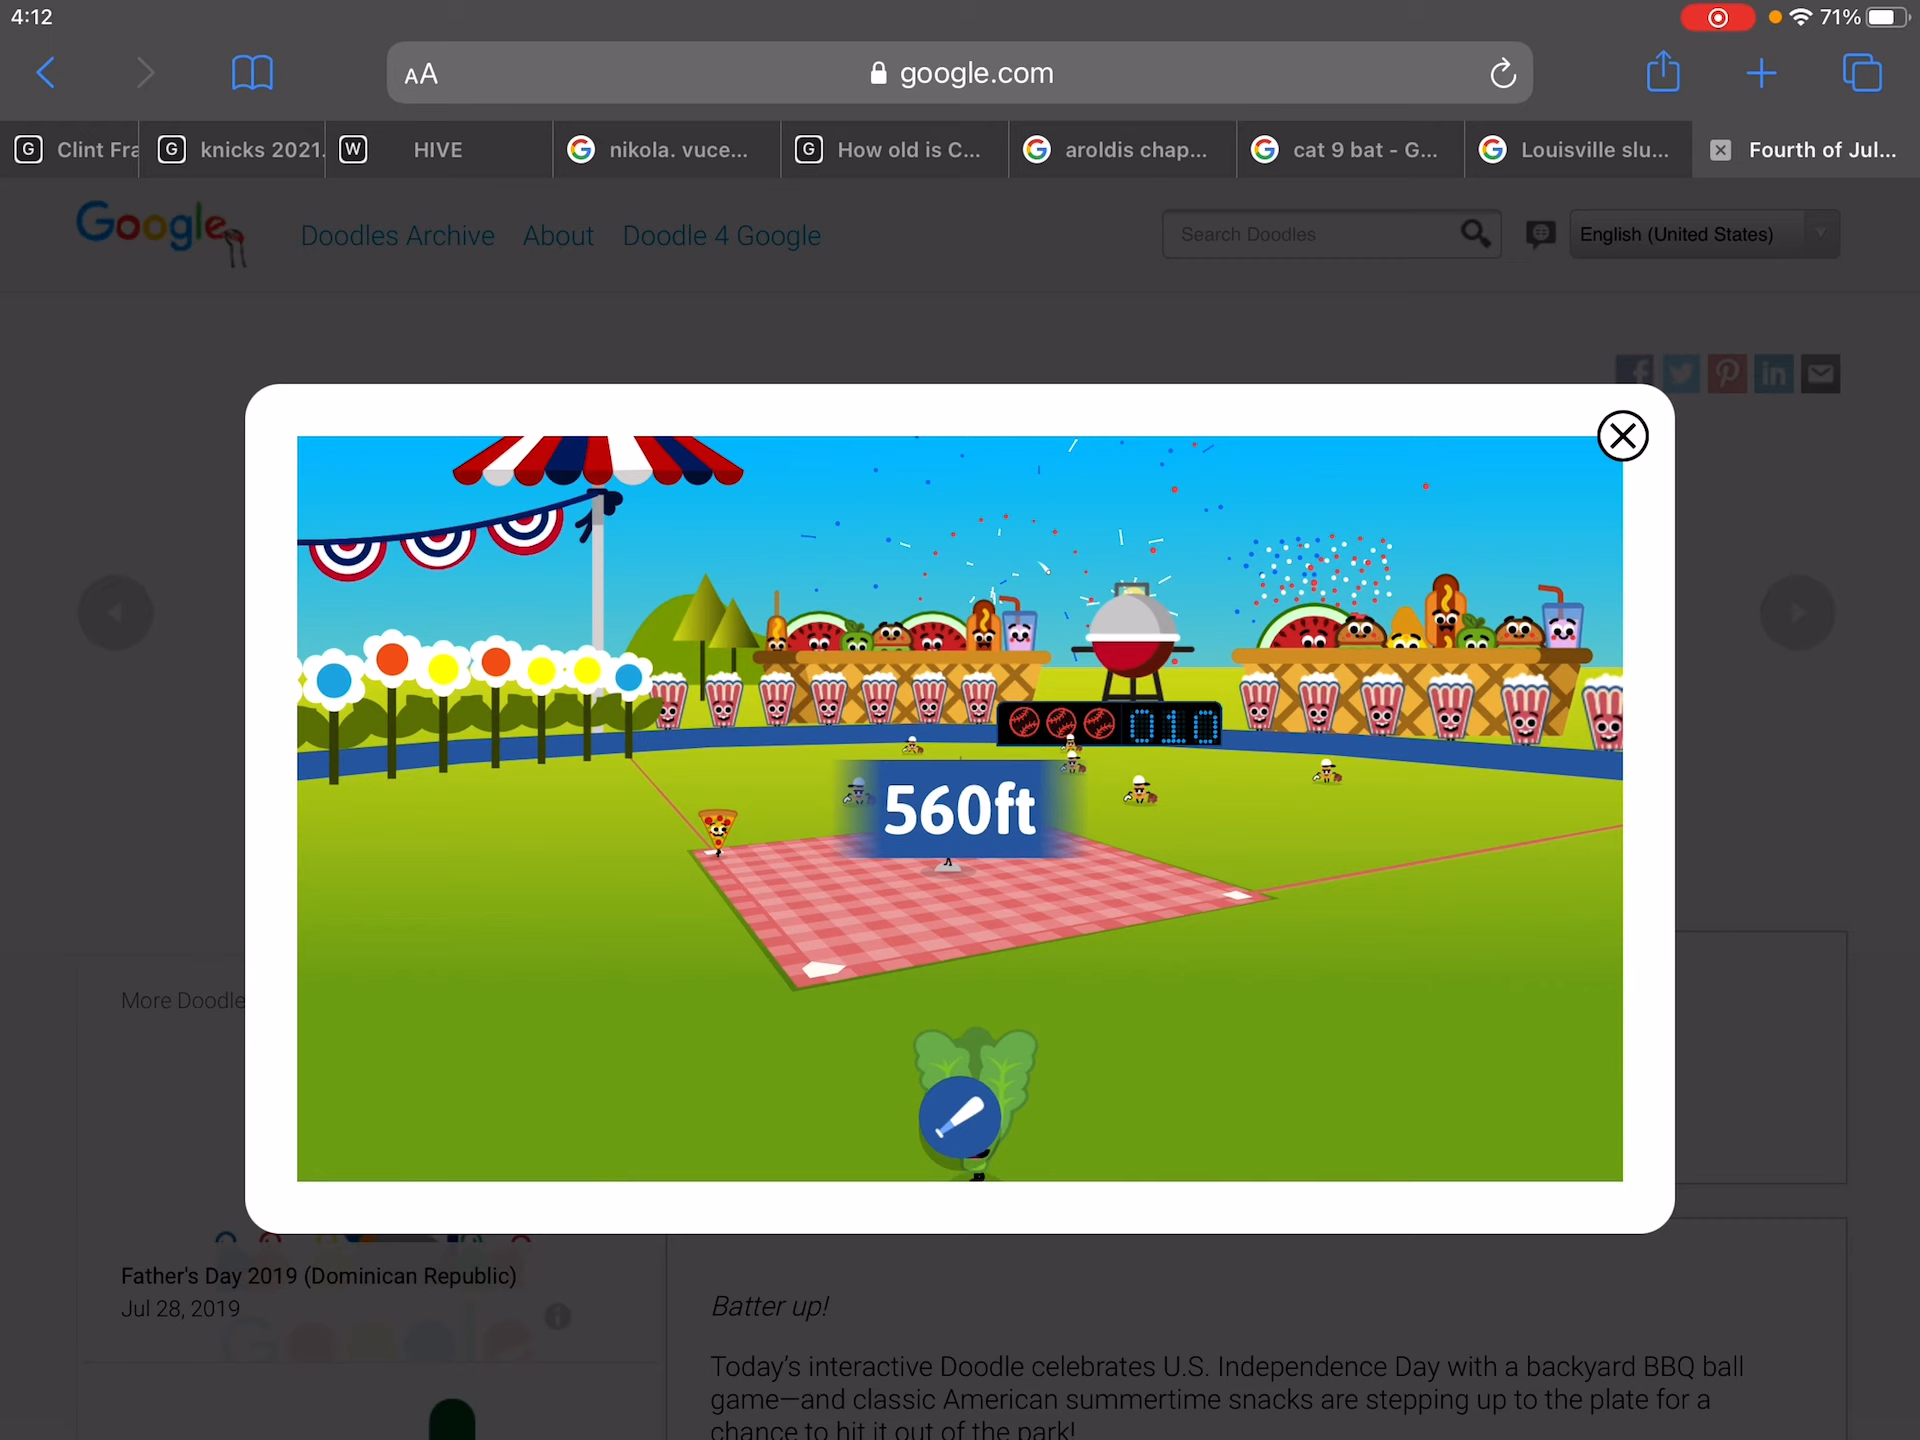 4:12
71%
AA
google.com
Clint Fra
knicks 2021.
HIVE
nikola. vuce...
How old is C...
aroldis chap...
cat 9 bat - G...
Louisville slu...
Fourth of Jul...
Google
Doodles Archive
About
Doodle 4 Google
Search Doodles
English (United States)
010
560ft
More Doodle
Father's Day 2019 (Dominican Republic)
Jul 28, 2019
Batter up!
Today's interactive Doodle celebrates U.S. Independence Day with a backyard BBQ ball
game—and classic American summertime snacks are stepping up to the plate for a
chance to hit it out of the park!